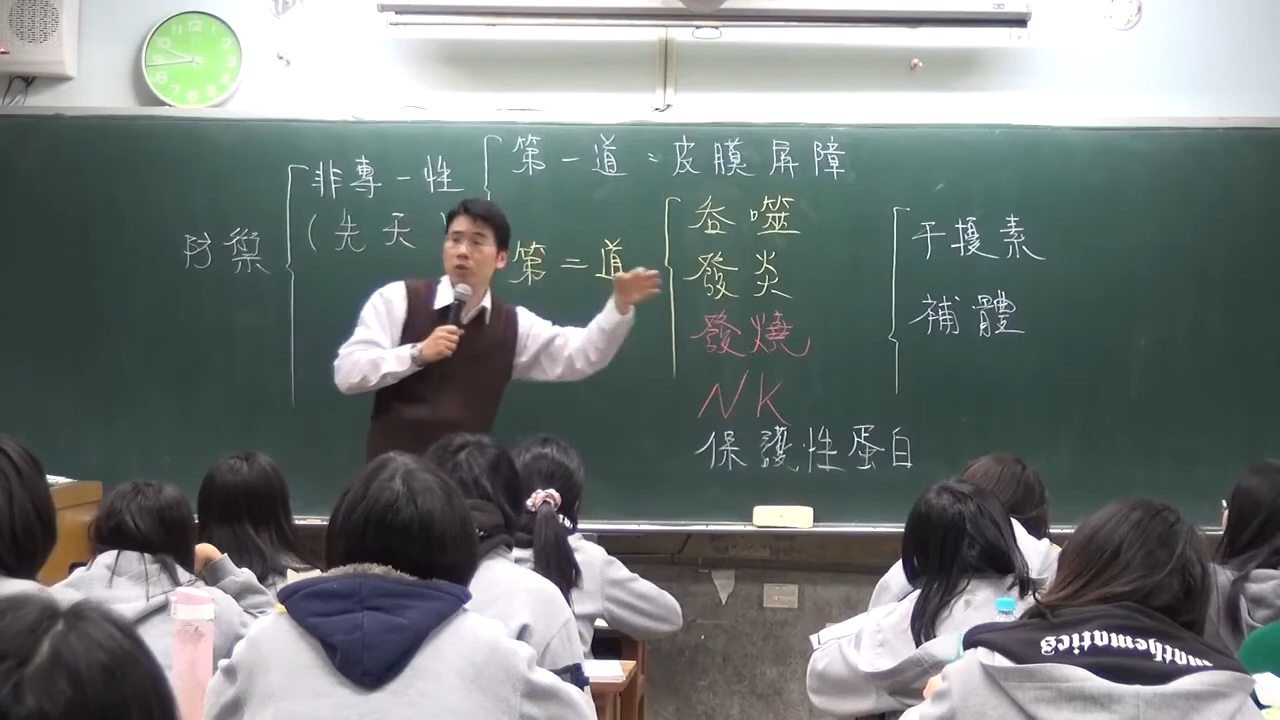 防禦
非專一性
(先天)
第一道：皮膜屏障
第二道
吞噬
發炎
發燒
NK
保護性蛋白
干擾素
補體
mathematics